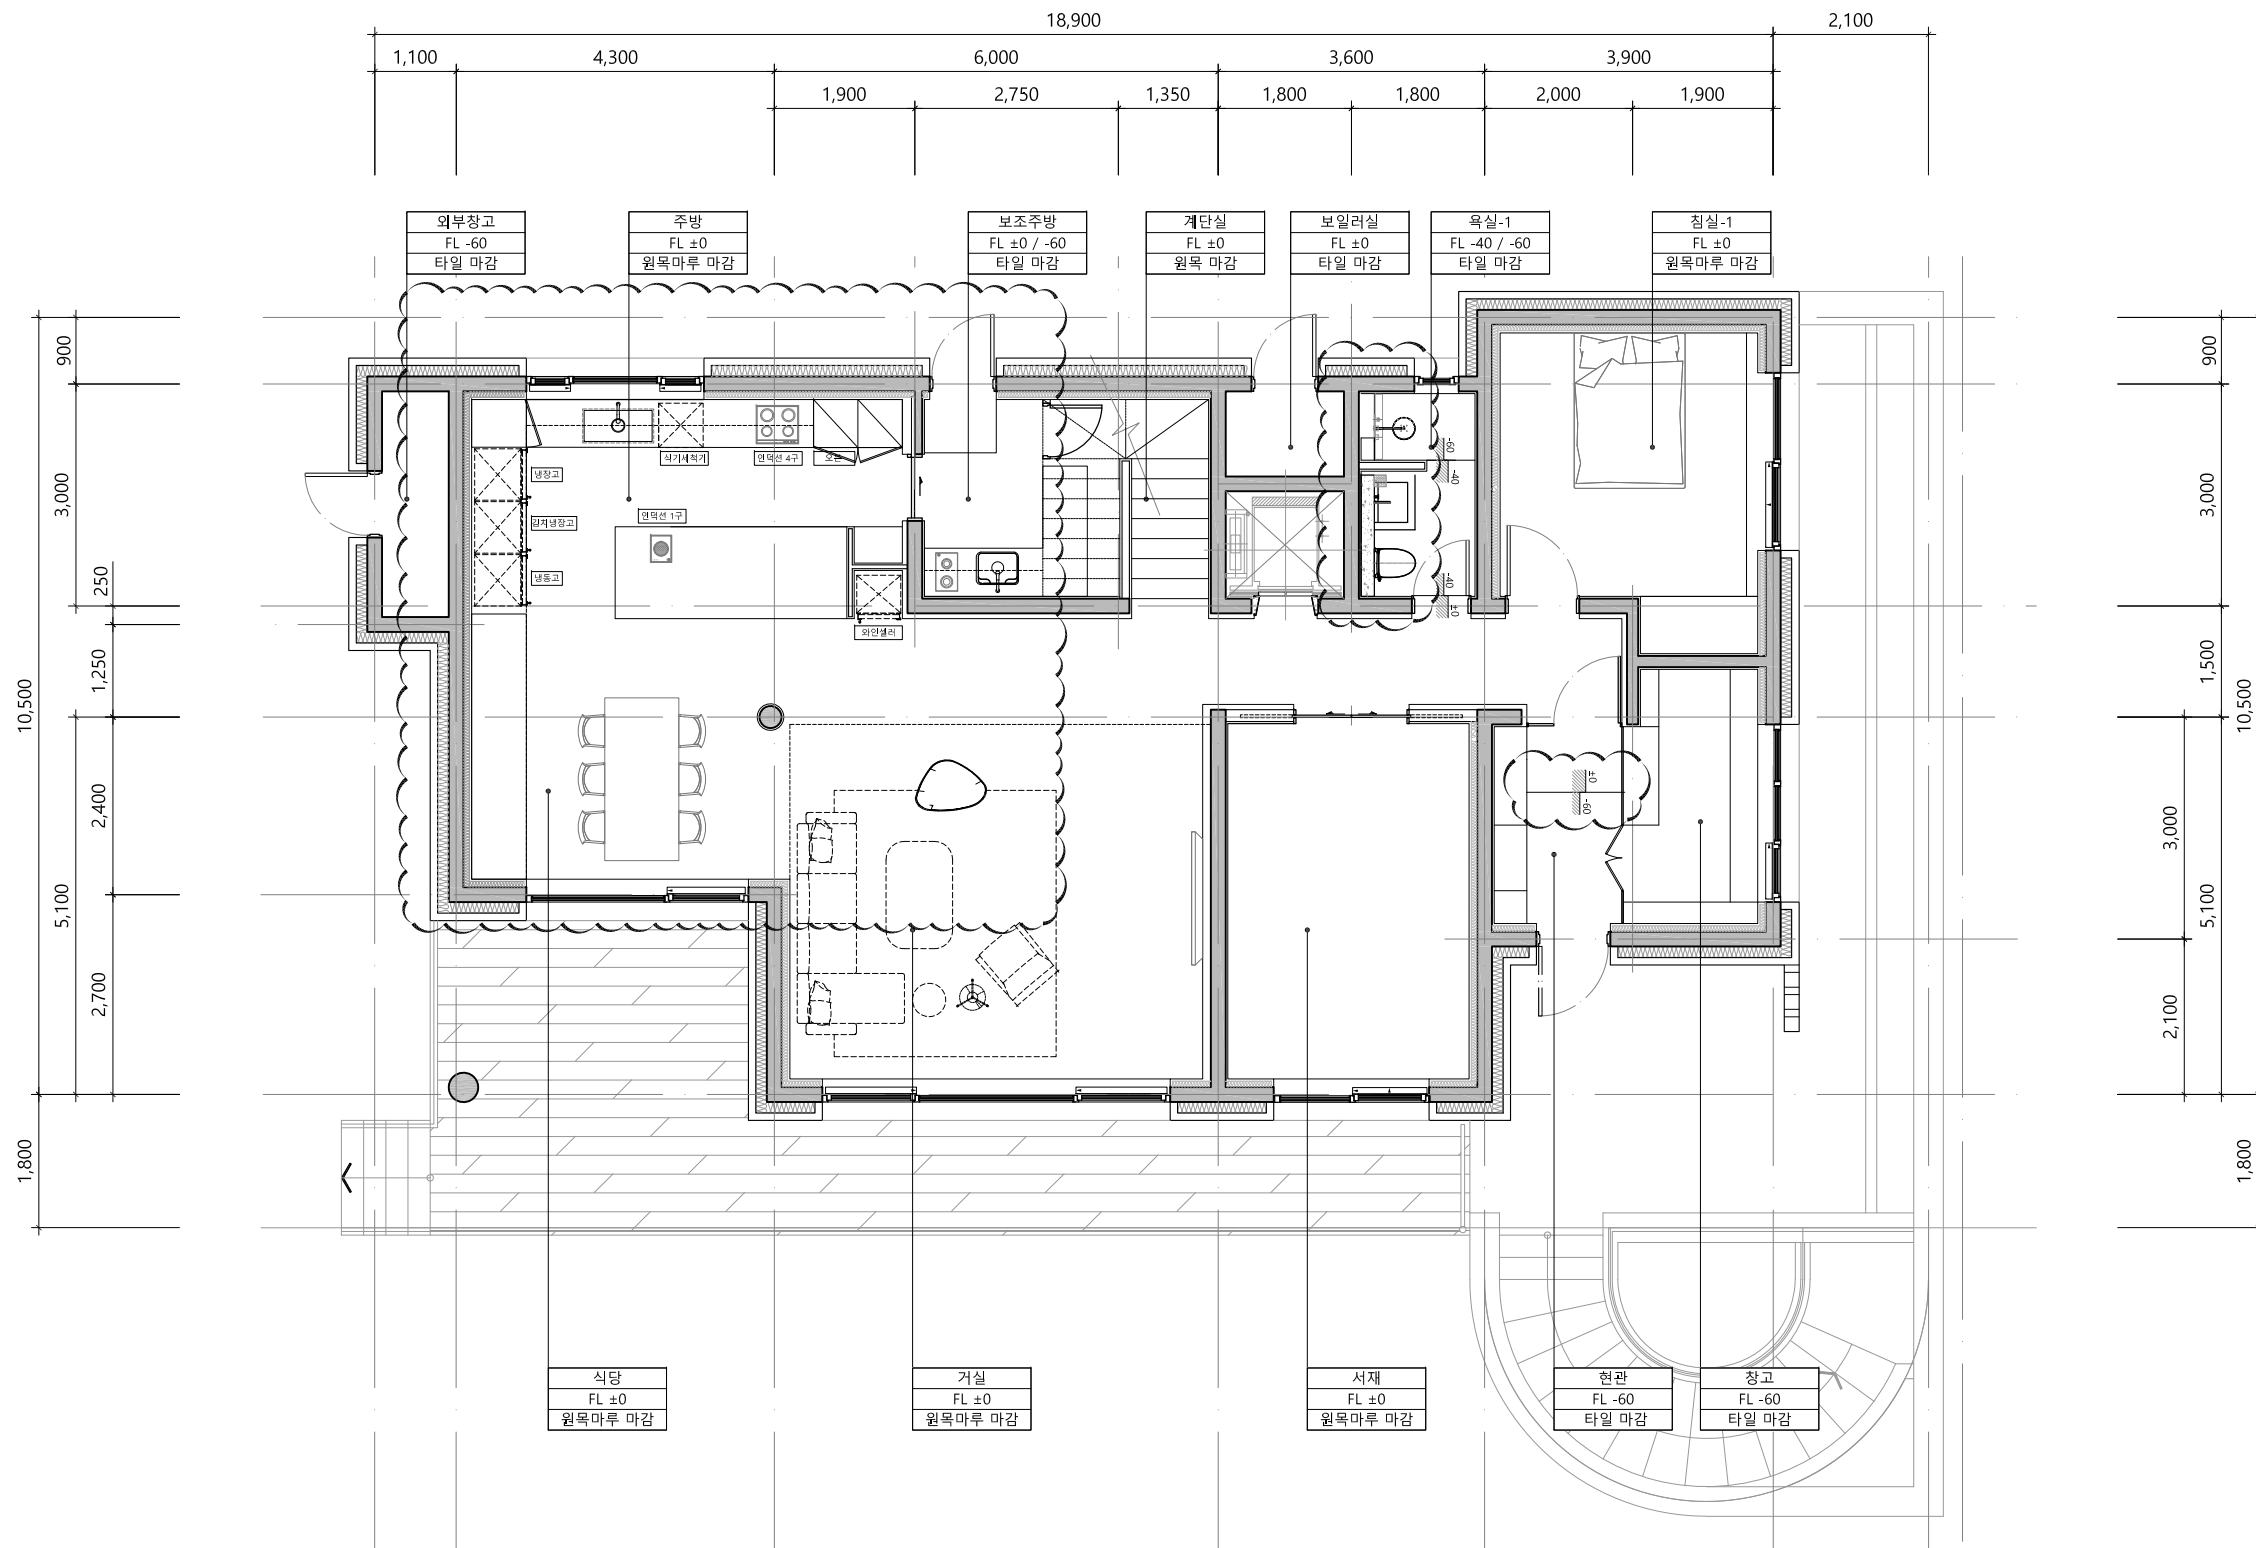 18,900
2,100
1,100
4,300
6,000
3,600
3,900
1,900
2,750
1,350
1,800
1,800
2,000
1,900
외부창고
FL -60
타일 마감
주방
FL ±0
원목마루 마감
보조주방
FL ±0 / -60
타일 마감
계단실
FL ±0
원목 마감
보일러실
FL ±0
타일 마감
욕실-1
FL -40 / -60
타일 마감
침실-1
FL ±0
원목마루 마감
10,500
1,800
900
3,000
5,100
250
1,250
2,400
2,700
식기세척기
인덕션 4구
오븐
냉장고
김치냉장고
냉동고
인덕션 1구
와인셀러
-60
-40
-40
±0
±0
-60
900
3,000
1,500
5,100
3,000
2,100
10,500
1,800
식당
FL ±0
원목마루 마감
거실
FL ±0
원목마루 마감
서재
FL ±0
원목마루 마감
현관
FL -60
타일 마감
창고
FL -60
타일 마감